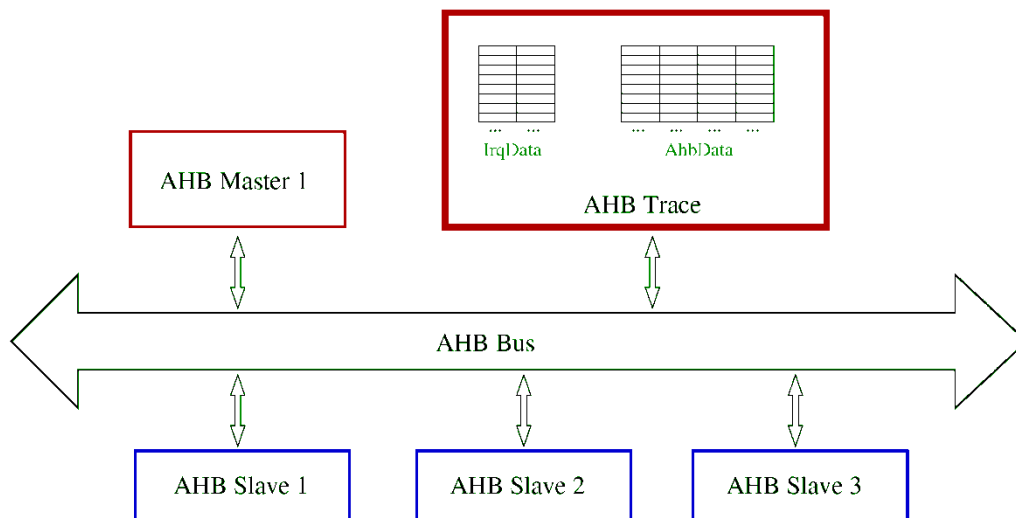 ... ...
... ... ... ...
IrqData
AhbData
AHB Trace
AHB Master 1
AHB Bus
AHB Slave 1
AHB Slave 2
AHB Slave 3